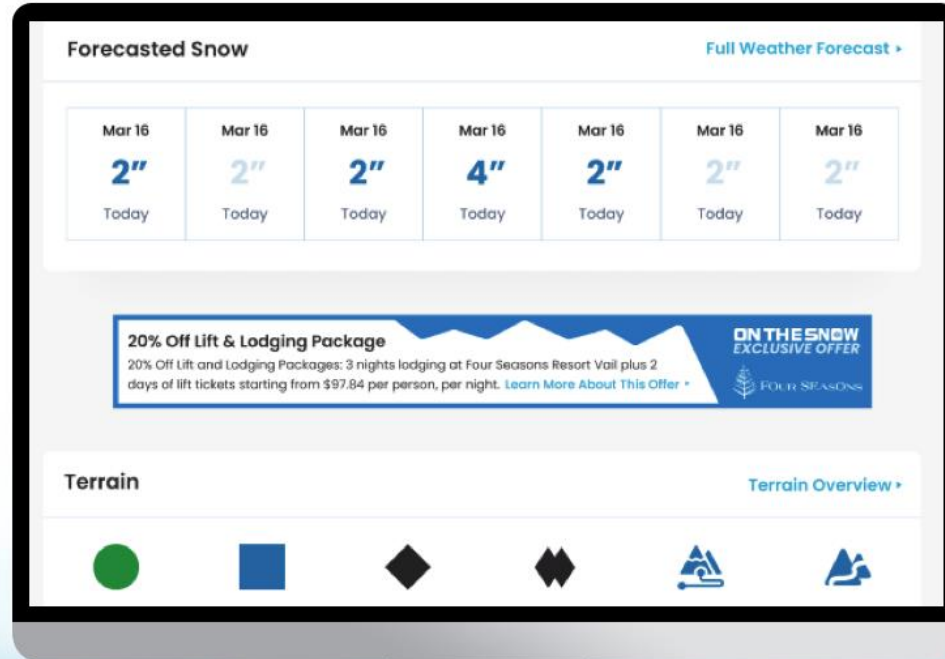 Forecasted Snow
Full Weather Forecast ▸
Mar 16 Mar 16 Mar 16 Mar 16 Mar 16 Mar 16 Mar 16
2” 2” 2” 4” 2” 2” 2”
Today Today Today Today Today Today Today
20% Off Lift & Lodging Package
20% Off Lift and Lodging Packages: 3 nights lodging at Four Seasons Resort Vail plus 2
days of lift tickets starting from $97.84 per person, per night. Learn More About This Offer ▸
ON THE SNOW
EXCLUSIVE OFFER
FOUR SEASONS
Terrain
Terrain Overview ▸